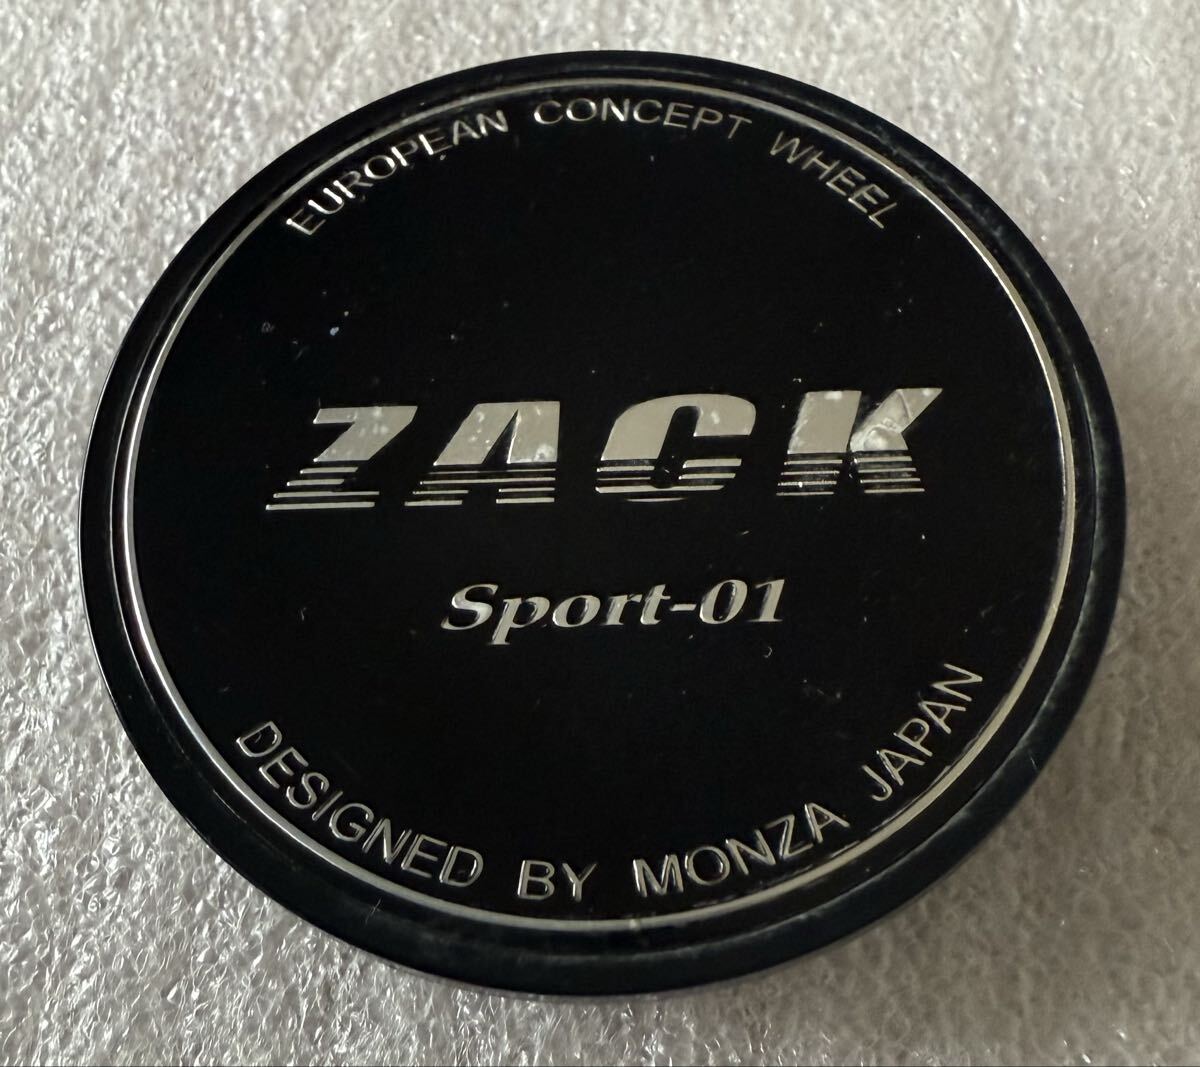 EUROPEAN CONCEPT WHEEL
ZACK
Sport-01
DESIGNED BY MONZA JAPAN